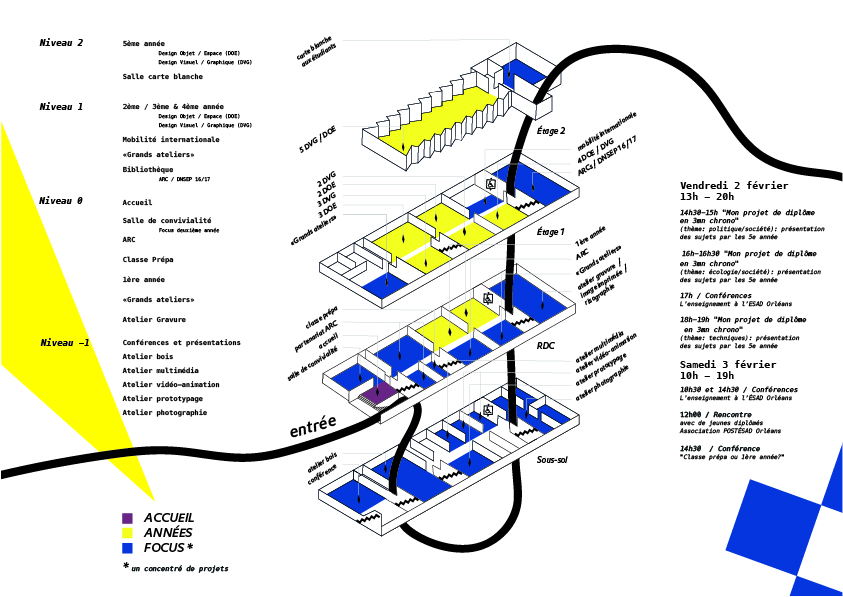 Niveau 2
5ème année
Design Objet / Espace (DOE)
Design Visuel / Graphique (DVG)
Salle carte blanche
Niveau 1
2ème / 3ème & 4ème année
Design Objet / Espace (DOE)
Design Visuel / Graphique (DVG)
Mobilité internationale
«Grands ateliers»
Bibliothèque
ARC / DNSEP 16/17
Niveau 0
Accueil
Salle de convivialité
Focus deuxième année
ARC
Classe Prépa
1ère année
«Grands ateliers»
Atelier Gravure
Niveau –1
Conférences et présentations
Atelier bois
Atelier multimédia
Atelier vidéo-animation
Atelier prototypage
Atelier photographie
ACCUEIL
ANNÉES
FOCUS *
* un concentré de projets
carte blanche
aux étudiants
5 DVG / DOE
Étage 2
mobilité internationale
4 DOE / DVG
ARCs / DNSEP 16/17
2 DVG
2 DOE
3 DVG
3 DOE
«Grands ateliers»
Étage 1
1ère année
ARC
«Grands ateliers»
atelier gravure /
image imprimée /
risographie
classe prépa
partenariat ARC
accueil
salle de convivialité
RDC
entrée
atelier multimédia
atelier vidéo-animation
atelier prototypage
atelier photographie
atelier bois
conférence
Sous-sol
Vendredi 2 février
13h – 20h
14h30–15h "Mon projet de diplôme
en 3mn chrono"
(thème: politique/société): présentation
des sujets par les 5e année
16h–16h30 "Mon projet de diplôme
en 3mn chrono"
(thème: écologie/société): présentation
des sujets par les 5e année
17h / Conférences
L'enseignement à l'ÉSAD Orléans
18h–19h "Mon projet de diplôme
en 3mn chrono"
(thème: techniques): présentation
des sujets par les 5e année
Samedi 3 février
10h – 19h
10h30 et 14h30 / Conférences
L'enseignement à l'ÉSAD Orléans
12h00 / Rencontre
avec de jeunes diplômés
Association POSTÉSAD Orléans
14h30 / Conférence
"Classe prépa ou 1ère année?"